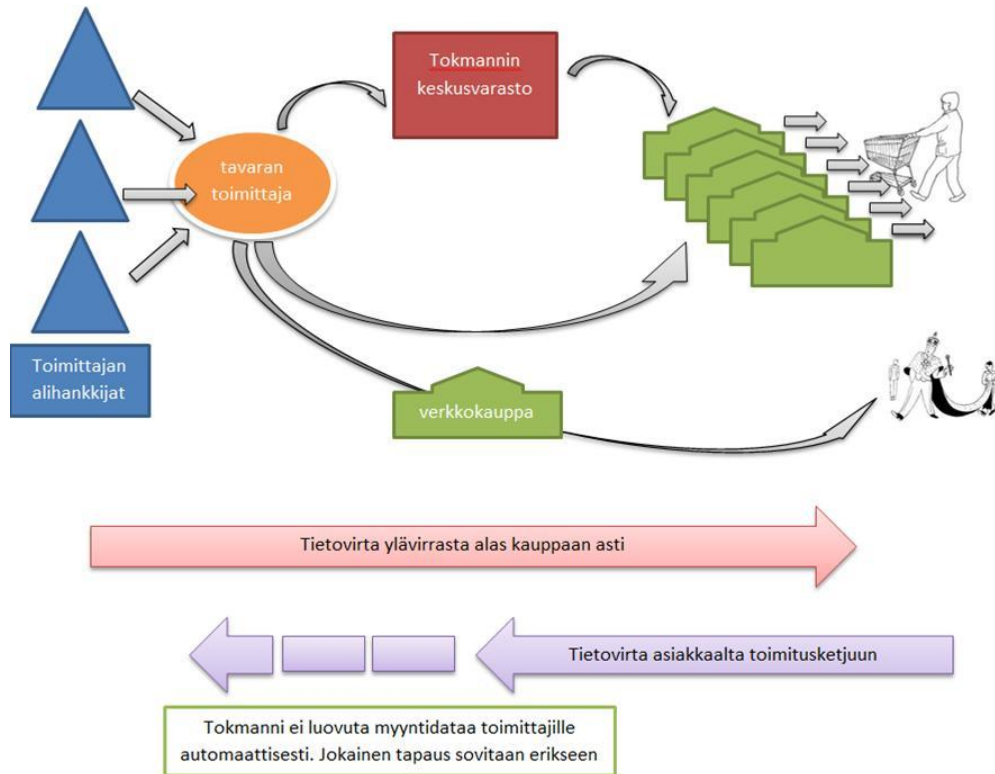 Tokmannin
keskusvarasto
tavaran
toimittaja
Toimittajan
alihankkijat
verkkokauppa
Tietovirta ylävirrasta alas kauppaan asti
Tietovirta asiakkaalta toimitusketjuun
Tokmanni ei luovuta myyntidataa toimittajille
automaattisesti. Jokainen tapaus sovitaan erikseen